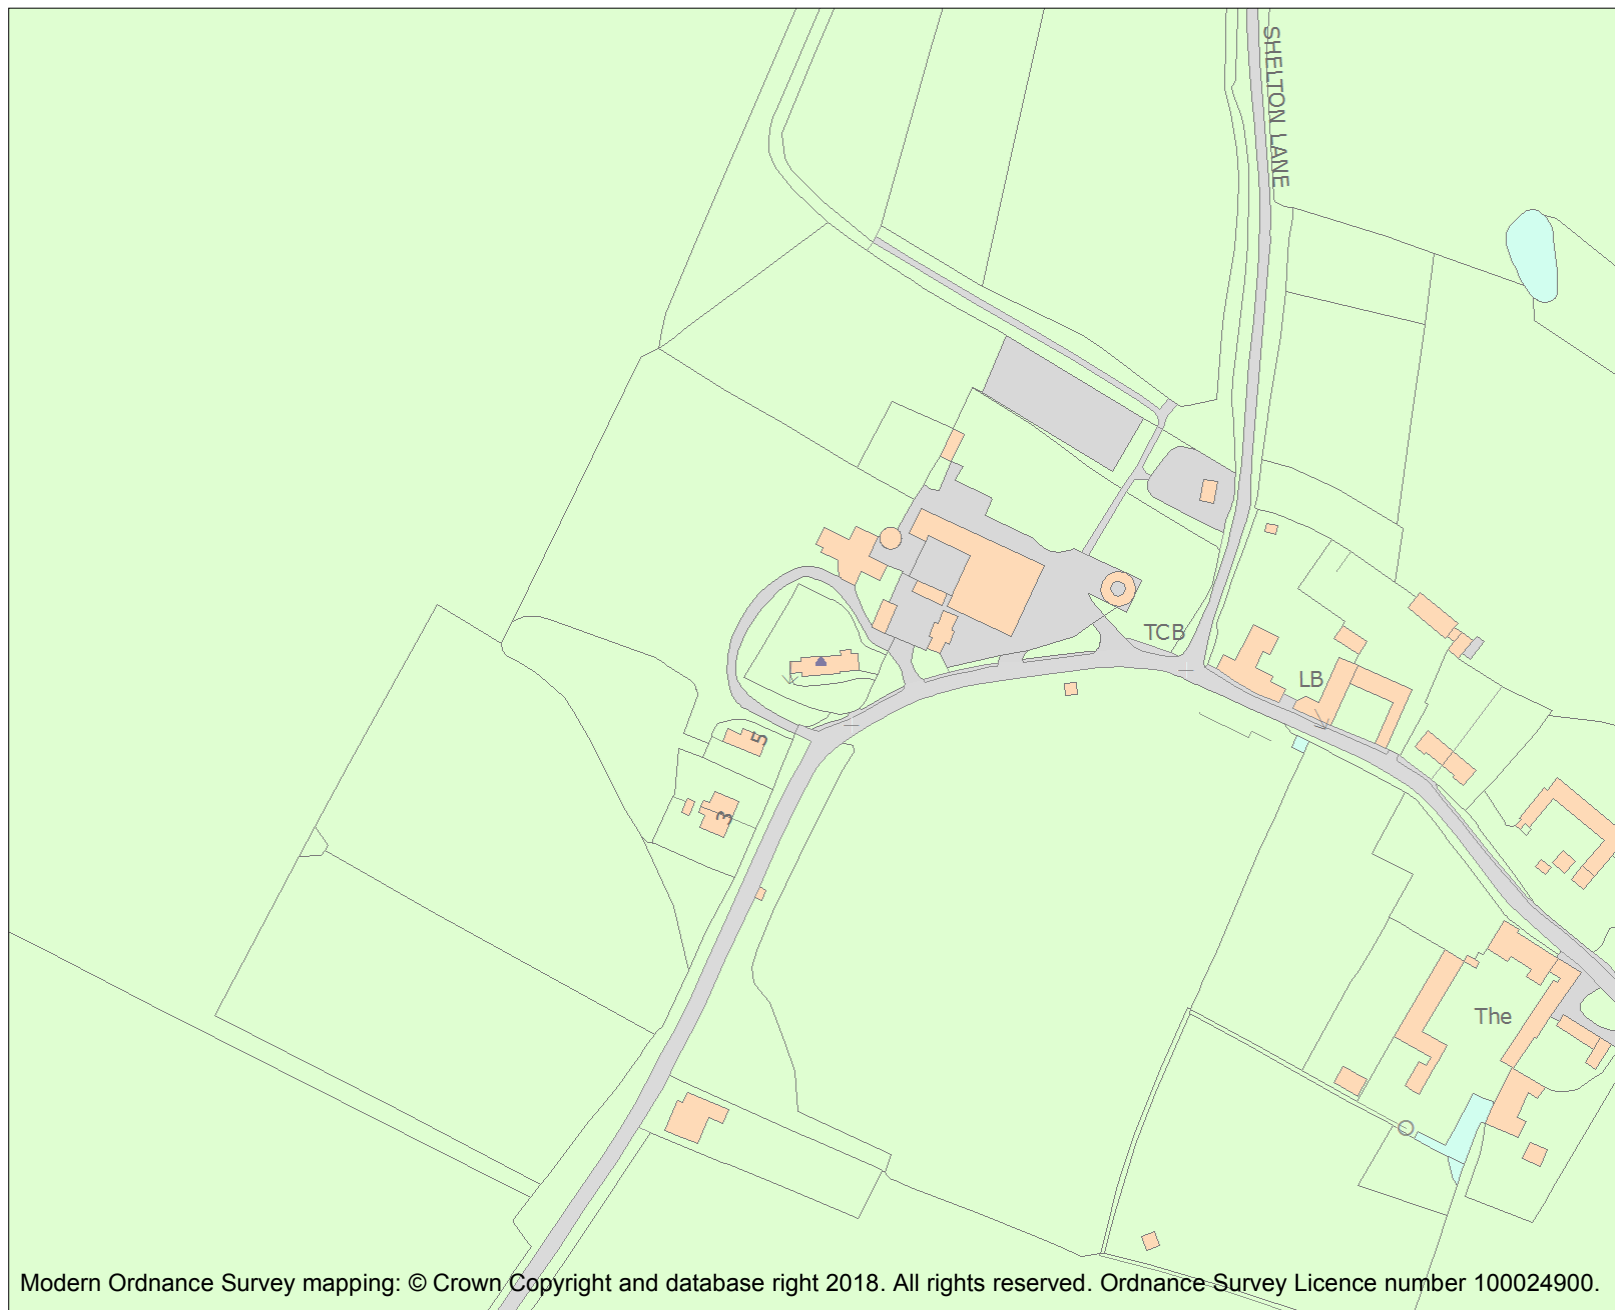 SHELTON LANE
TCB
LB
5
3
The
Modern Ordnance Survey mapping: © Crown Copyright and database right 2018. All rights reserved. Ordnance Survey Licence number 100024900.